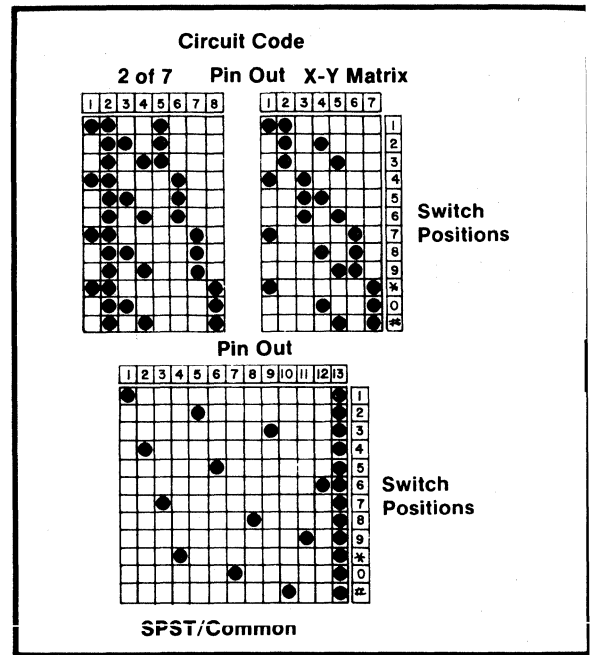 Circuit Code
2 of 7 Pin Out X-Y Matrix
1 2 3 4 5 6 7 8
1 2 3 4 5 6 7
1
2
3
4
5
6
7
8
9
*
0
#
Switch
Positions
Pin Out
1 2 3 4 5 6 7 8 9 10 11 12 13
1
2
3
4
5
6
7
8
9
*
0
#
Switch
Positions
SPST/Common